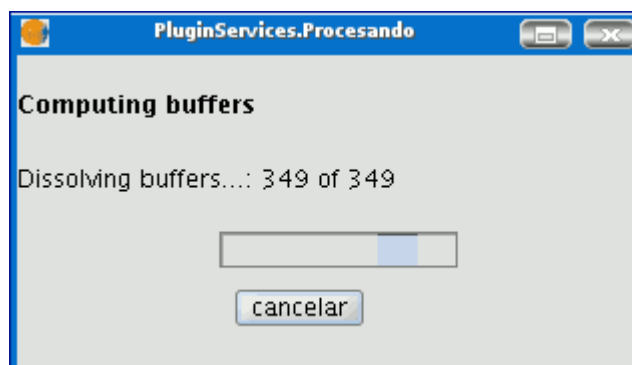 PluginServices.Procesando
Computing buffers
Dissolving buffers...: 349 of 349
cancelar